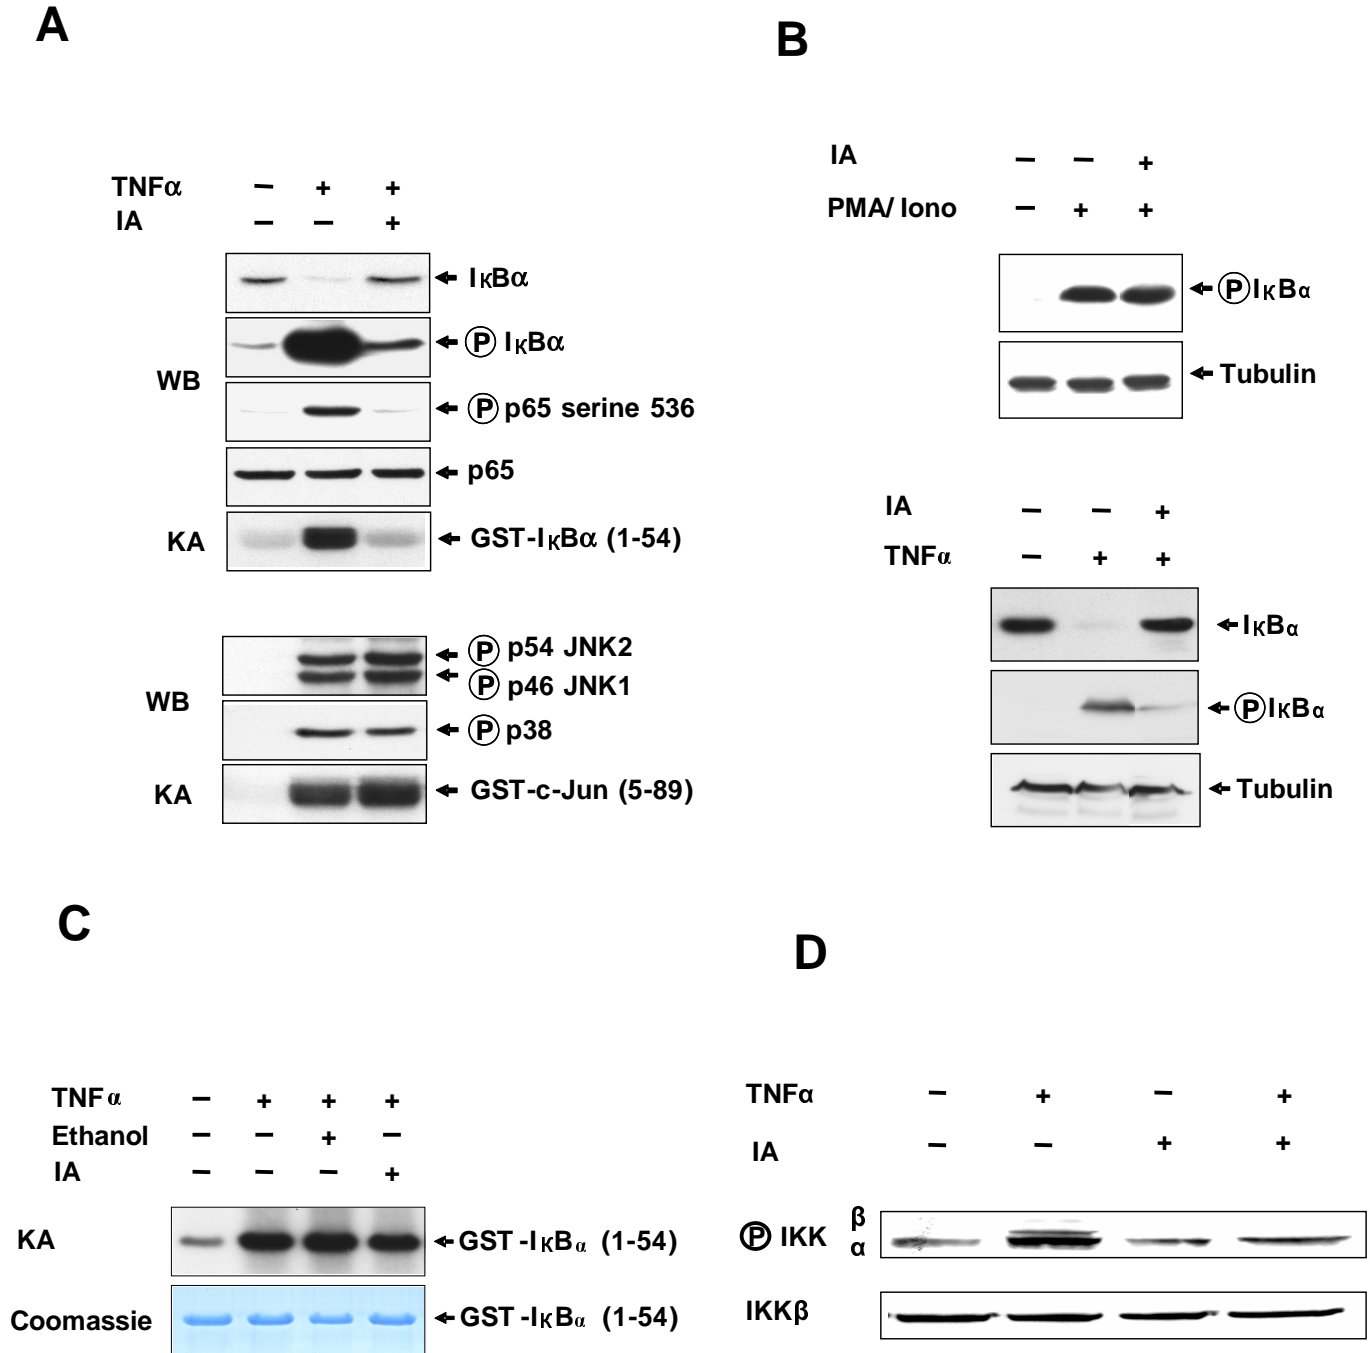 A
TNFα − + +
IA − − +
IκBα
Ⓟ IκBα
WB
Ⓟ p65 serine 536
p65
KA GST-IκBα (1-54)
Ⓟ p54 JNK2
Ⓟ p46 JNK1
WB
Ⓟ p38
KA GST-c-Jun (5-89)
B
IA − − +
PMA/ Iono − + +
Ⓟ IκBα
Tubulin
IA − − +
TNFα − + +
IκBα
Ⓟ IκBα
Tubulin
C
TNFα − + + +
Ethanol − − + −
IA − − − +
KA GST-IκBα (1-54)
Coomassie GST-IκBα (1-54)
D
TNFα − + − +
IA − − + +
Ⓟ IKK β
α
IKKβ